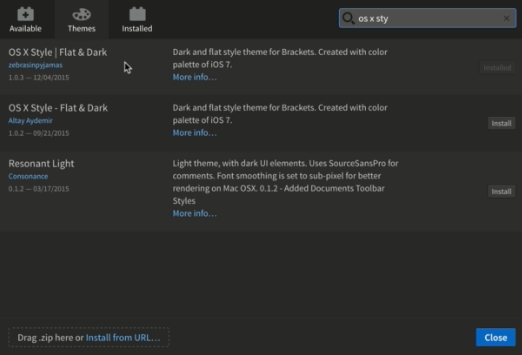 Available Themes Installed
os x sty ×
OS X Style | Flat & Dark
zebrasinpyjamas
1.0.3 — 12/04/2015
Dark and flat style theme for Brackets. Created with color
palette of iOS 7.
More info...
Installed
OS X Style - Flat & Dark
Altay Aydemir
1.0.2 — 09/21/2015
Dark and flat style theme for Brackets. Created with color
palette of iOS 7.
More info...
Install
Resonant Light
Consonance
0.1.2 — 03/17/2015
Light theme, with dark UI elements. Uses SourceSansPro for
comments. Font smoothing is set to sub-pixel for better
rendering on Mac OSX. 0.1.2 - Added Documents Toolbar
Styles
More info...
Install
Drag .zip here or Install from URL...
Close